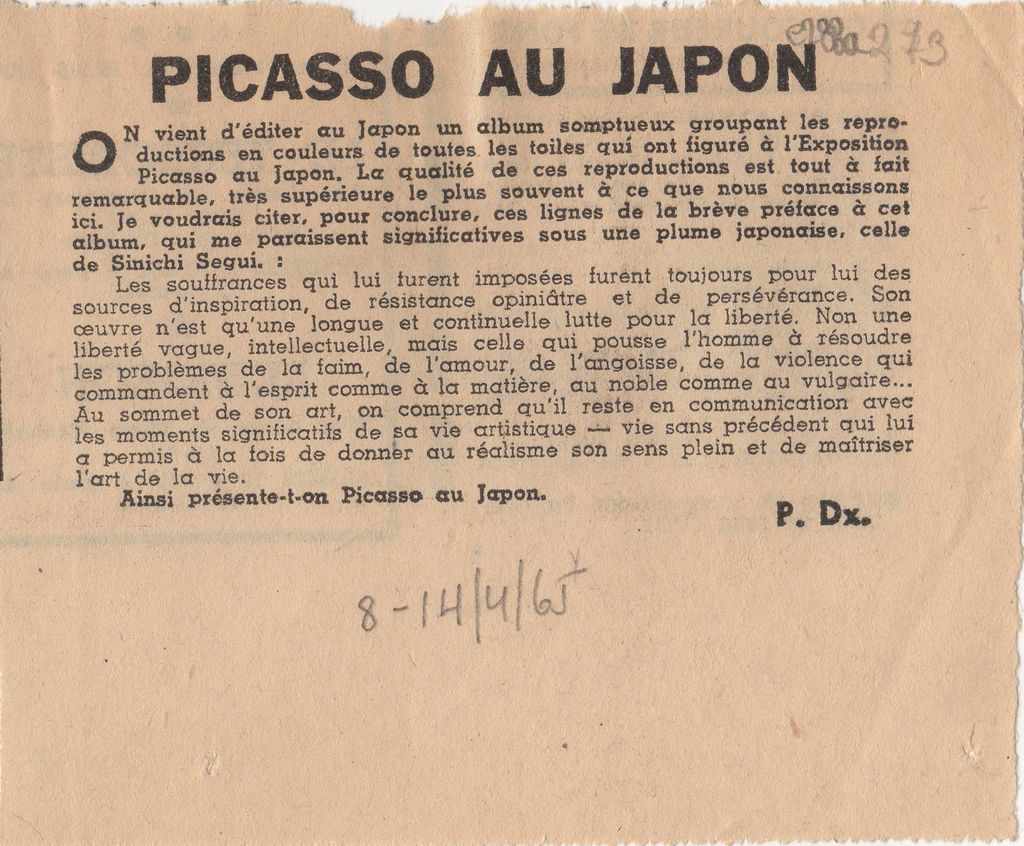 273
PICASSO AU JAPON
ON vient d'éditer au Japon un album somptueux groupant les repro-
ductions en couleurs de toutes les toiles qui ont figuré à l'Exposition
Picasso au Japon. La qualité de ces reproductions est tout à fait
remarquable, très supérieure le plus souvent à ce que nous connaissons
ici. Je voudrais citer, pour conclure, ces lignes de la brève préface à cet
album, qui me paraissent significatives sous une plume japonaise, celle
de Sinichi Segui. :
Les souffrances qui lui furent imposées furent toujours pour lui des
sources d'inspiration, de résistance opiniâtre et de persévérance. Son
œuvre n'est qu'une longue et continuelle lutte pour la liberté. Non une
liberté vague, intellectuelle, mais celle qui pousse l'homme à résoudre
les problèmes de la faim, de l'amour, de l'angoisse, de la violence qui
commandent à l'esprit comme à la matière, au noble comme au vulgaire...
Au sommet de son art, on comprend qu'il reste en communication avec
les moments significatifs de sa vie artistique — vie sans précédent qui lui
a permis à la fois de donner au réalisme son sens plein et de maîtriser
l'art de la vie.
Ainsi présente-t-on Picasso au Japon.
P. Dx.
8-14/4/65